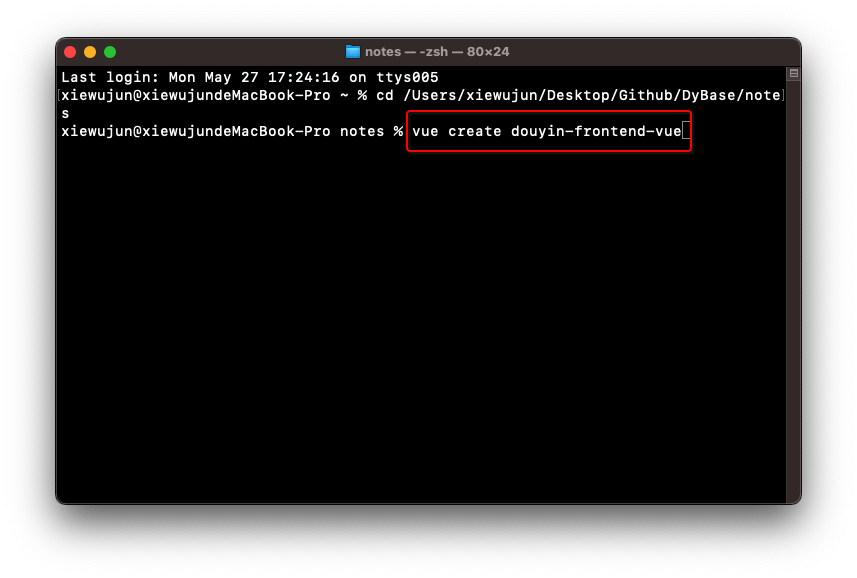 notes — -zsh — 80×24
Last login: Mon May 27 17:24:16 on ttys005
[xiewujun@xiewujundeMacBook-Pro ~ % cd /Users/xiewujun/Desktop/Github/DyBase/note]
s
xiewujun@xiewujundeMacBook-Pro notes % vue create douyin-frontend-vue